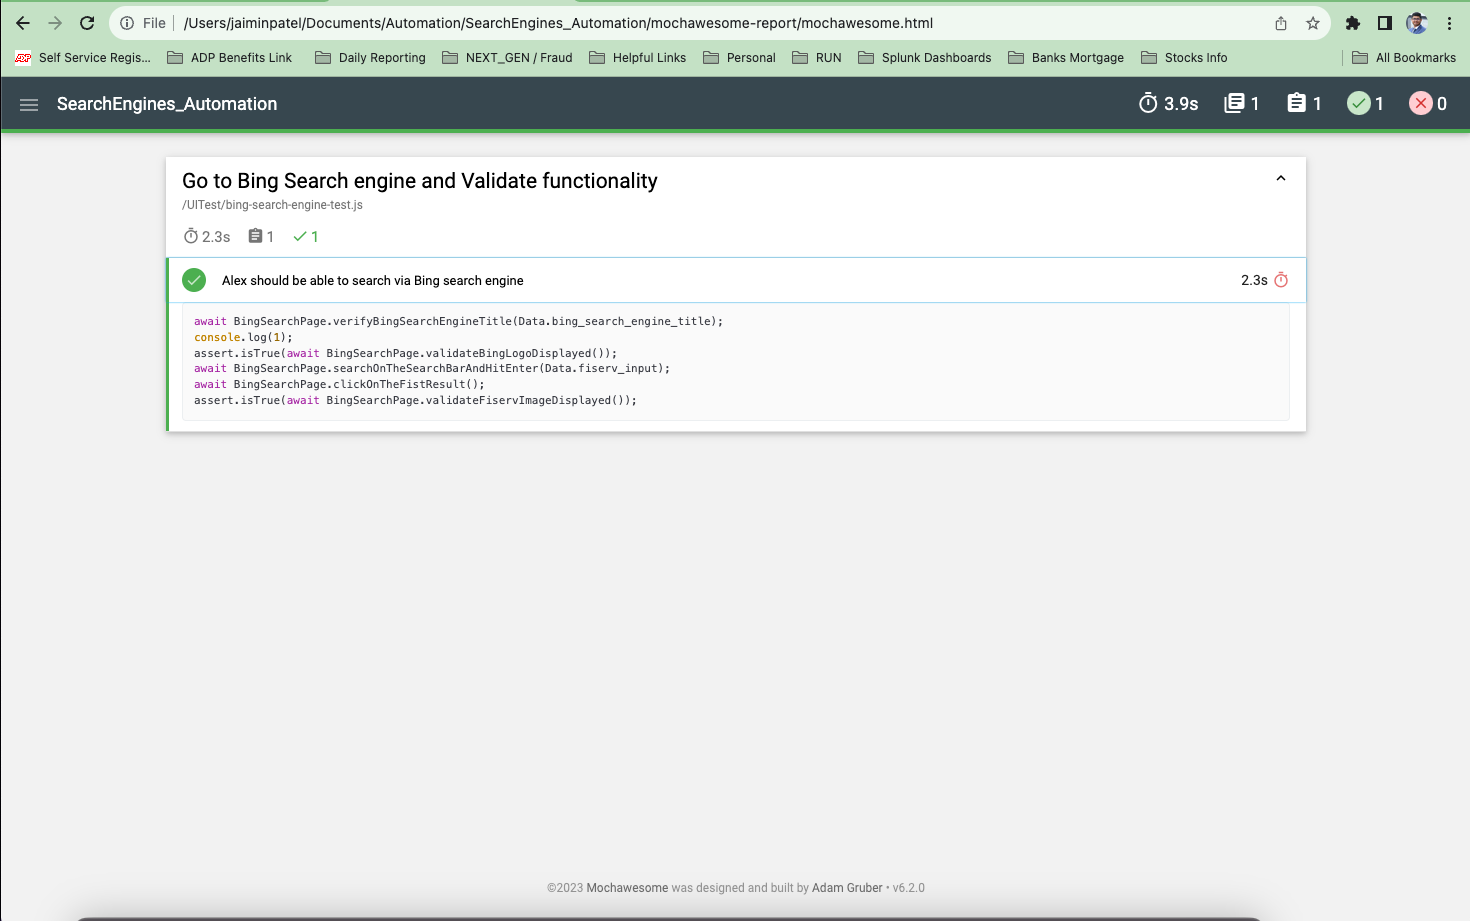 File /Users/jaiminpatel/Documents/Automation/SearchEngines_Automation/mochawesome-report/mochawesome.html
ADP Self Service Regis... ADP Benefits Link Daily Reporting NEXT_GEN / Fraud Helpful Links Personal RUN Splunk Dashboards Banks Mortgage Stocks Info All Bookmarks
SearchEngines_Automation 3.9s 1 1 1 0
Go to Bing Search engine and Validate functionality
/UITest/bing-search-engine-test.js
2.3s 1 1
Alex should be able to search via Bing search engine 2.3s
await BingSearchPage.verifyBingSearchEngineTitle(Data.bing_search_engine_title);
console.log(1);
assert.isTrue(await BingSearchPage.validateBingLogoDisplayed());
await BingSearchPage.searchOnTheSearchBarAndHitEnter(Data.fiserv_input);
await BingSearchPage.clickOnTheFistResult();
assert.isTrue(await BingSearchPage.validateFiservImageDisplayed());
©2023 Mochawesome was designed and built by Adam Gruber • v6.2.0